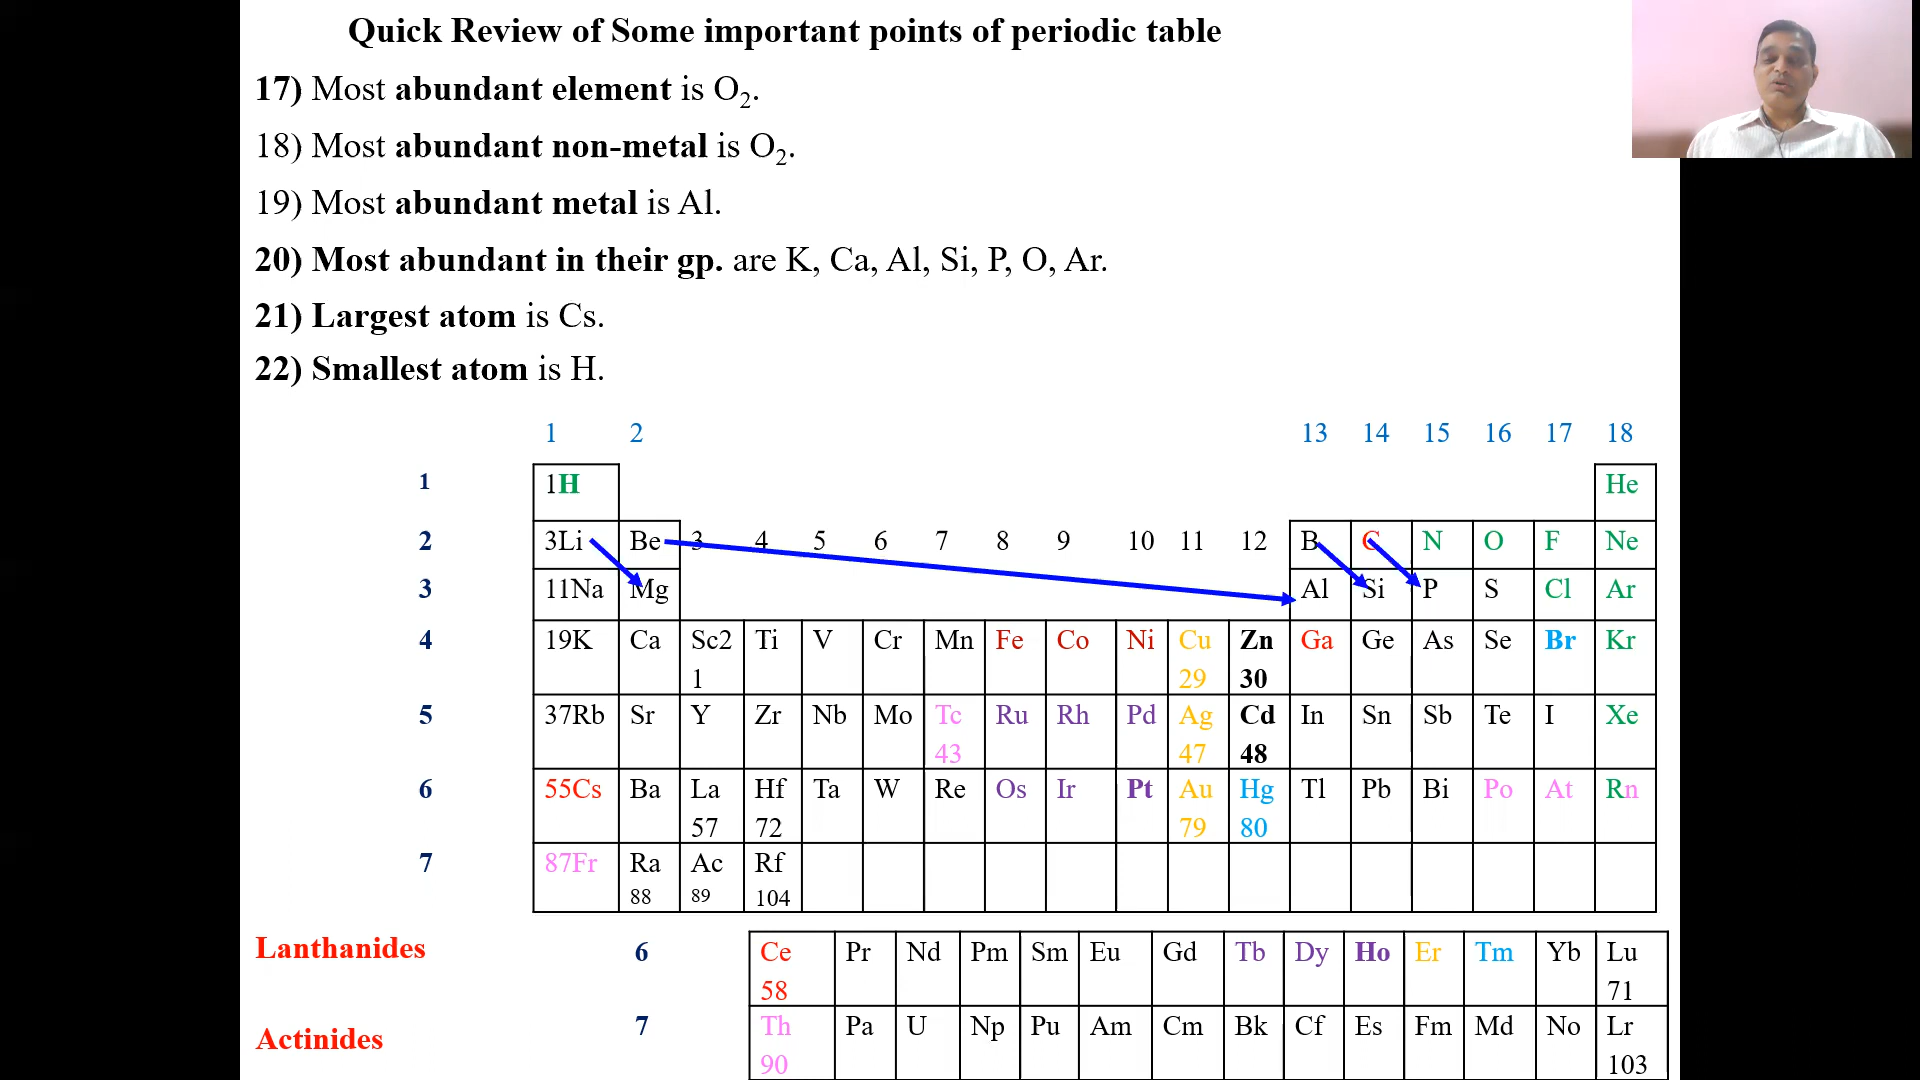 Quick Review of Some important points of periodic table
17) Most abundant element is O₂.
18) Most abundant non-metal is O₂.
19) Most abundant metal is Al.
20) Most abundant in their gp. are K, Ca, Al, Si, P, O, Ar.
21) Largest atom is Cs.
22) Smallest atom is H.
1 2 13 14 15 16 17 18
1 1H He
2 3Li Be 3 4 5 6 7 8 9 10 11 12 B C N O F Ne
3 11Na Mg Al Si P S Cl Ar
4 19K Ca Sc2 Ti V Cr Mn Fe Co Ni Cu Zn Ga Ge As Se Br Kr
1 29 30
5 37Rb Sr Y Zr Nb Mo Tc Ru Rh Pd Ag Cd In Sn Sb Te I Xe
43 47 48
6 55Cs Ba La Hf Ta W Re Os Ir Pt Au Hg Tl Pb Bi Po At Rn
57 72 79 80
7 87Fr Ra Ac Rf
88 89 104
Lanthanides 6 Ce Pr Nd Pm Sm Eu Gd Tb Dy Ho Er Tm Yb Lu
58 71
Actinides 7 Th Pa U Np Pu Am Cm Bk Cf Es Fm Md No Lr
90 103